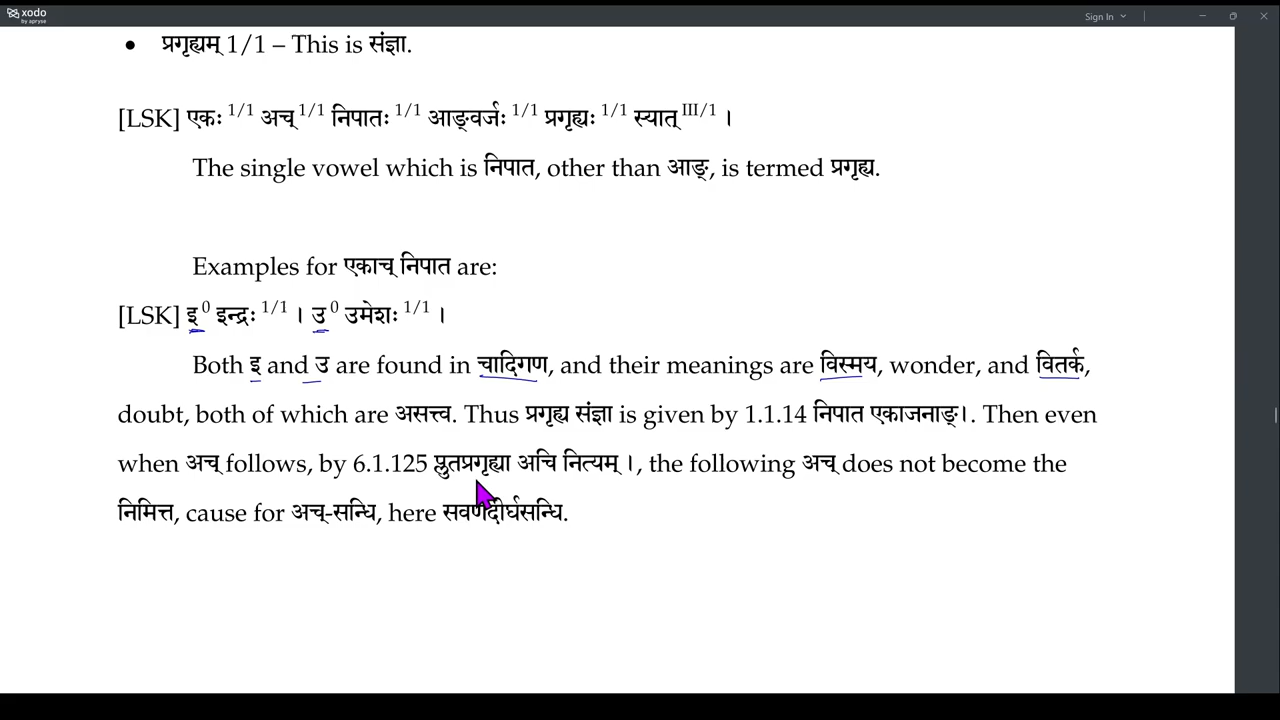 xodo
by apryse
Sign In
• प्रगृह्यम् 1/1 – This is संज्ञा.
[LSK] एकः 1/1 अच् 1/1 निपातः 1/1 आङ्वर्जः 1/1 प्रगृह्यः 1/1 स्यात् III/1 ।
The single vowel which is निपात, other than आङ्, is termed प्रगृह्य.
Examples for एकाच् निपात are:
[LSK] इ 0 इन्द्रः 1/1 । उ 0 उमेशः 1/1 ।
Both इ and उ are found in चादिगण, and their meanings are विस्मय, wonder, and वितर्क,
doubt, both of which are असत्त्व. Thus प्रगृह्य संज्ञा is given by 1.1.14 निपात एकाजनाङ्।. Then even
when अच् follows, by 6.1.125 प्लुतप्रगृह्या अचि नित्यम् ।, the following अच् does not become the
निमित्त, cause for अच्-सन्धि, here सवर्णदीर्घसन्धि.